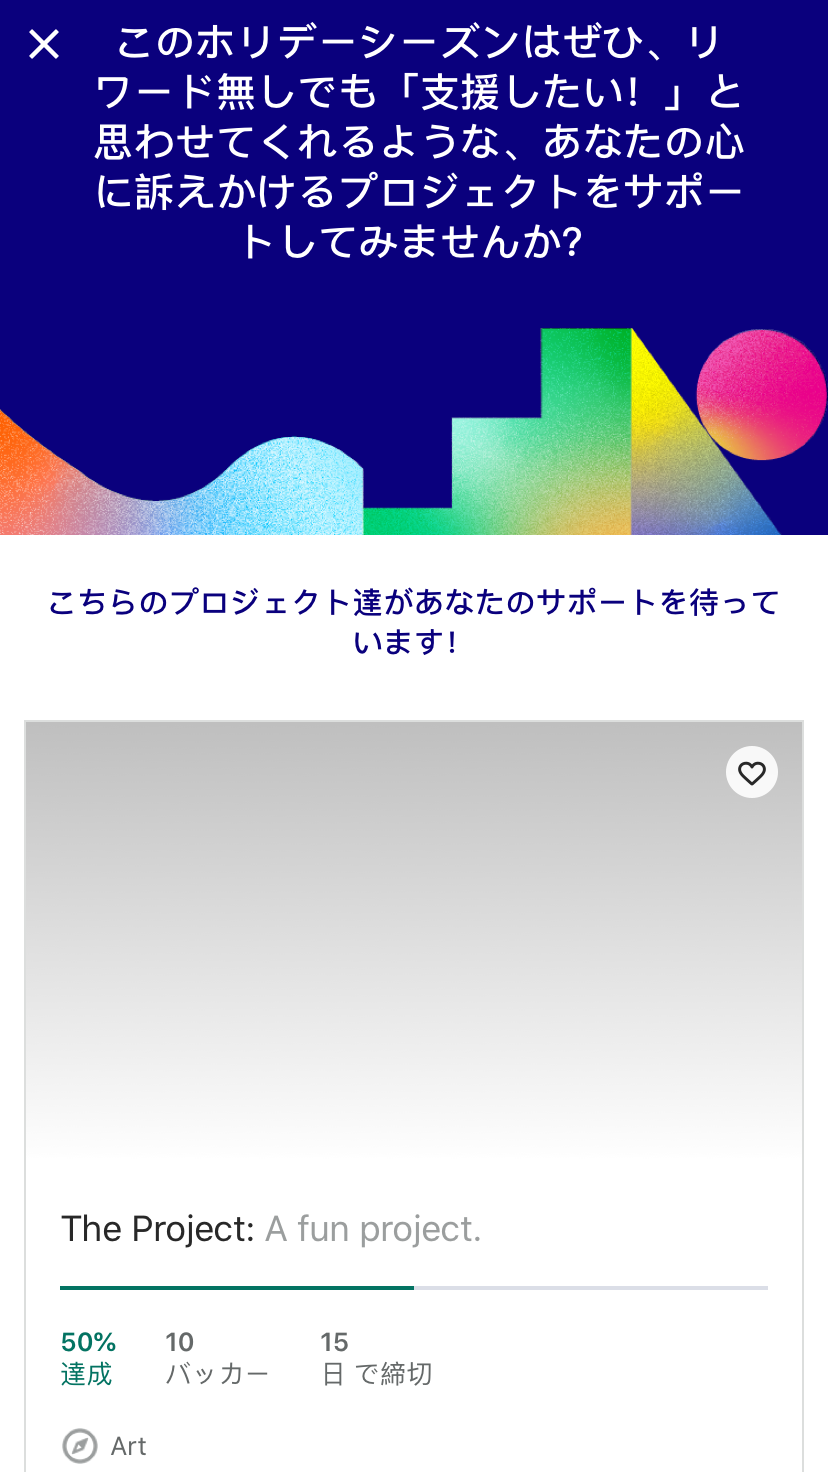 このホリデーシーズンはぜひ、リ
ワード無しでも「支援したい！」と
思わせてくれるような、あなたの心
に訴えかけるプロジェクトをサポー
トしてみませんか?
こちらのプロジェクト達があなたのサポートを待って
います！
The Project: A fun project.
50% 10 15
達成 バッカー 日 で締切
Art